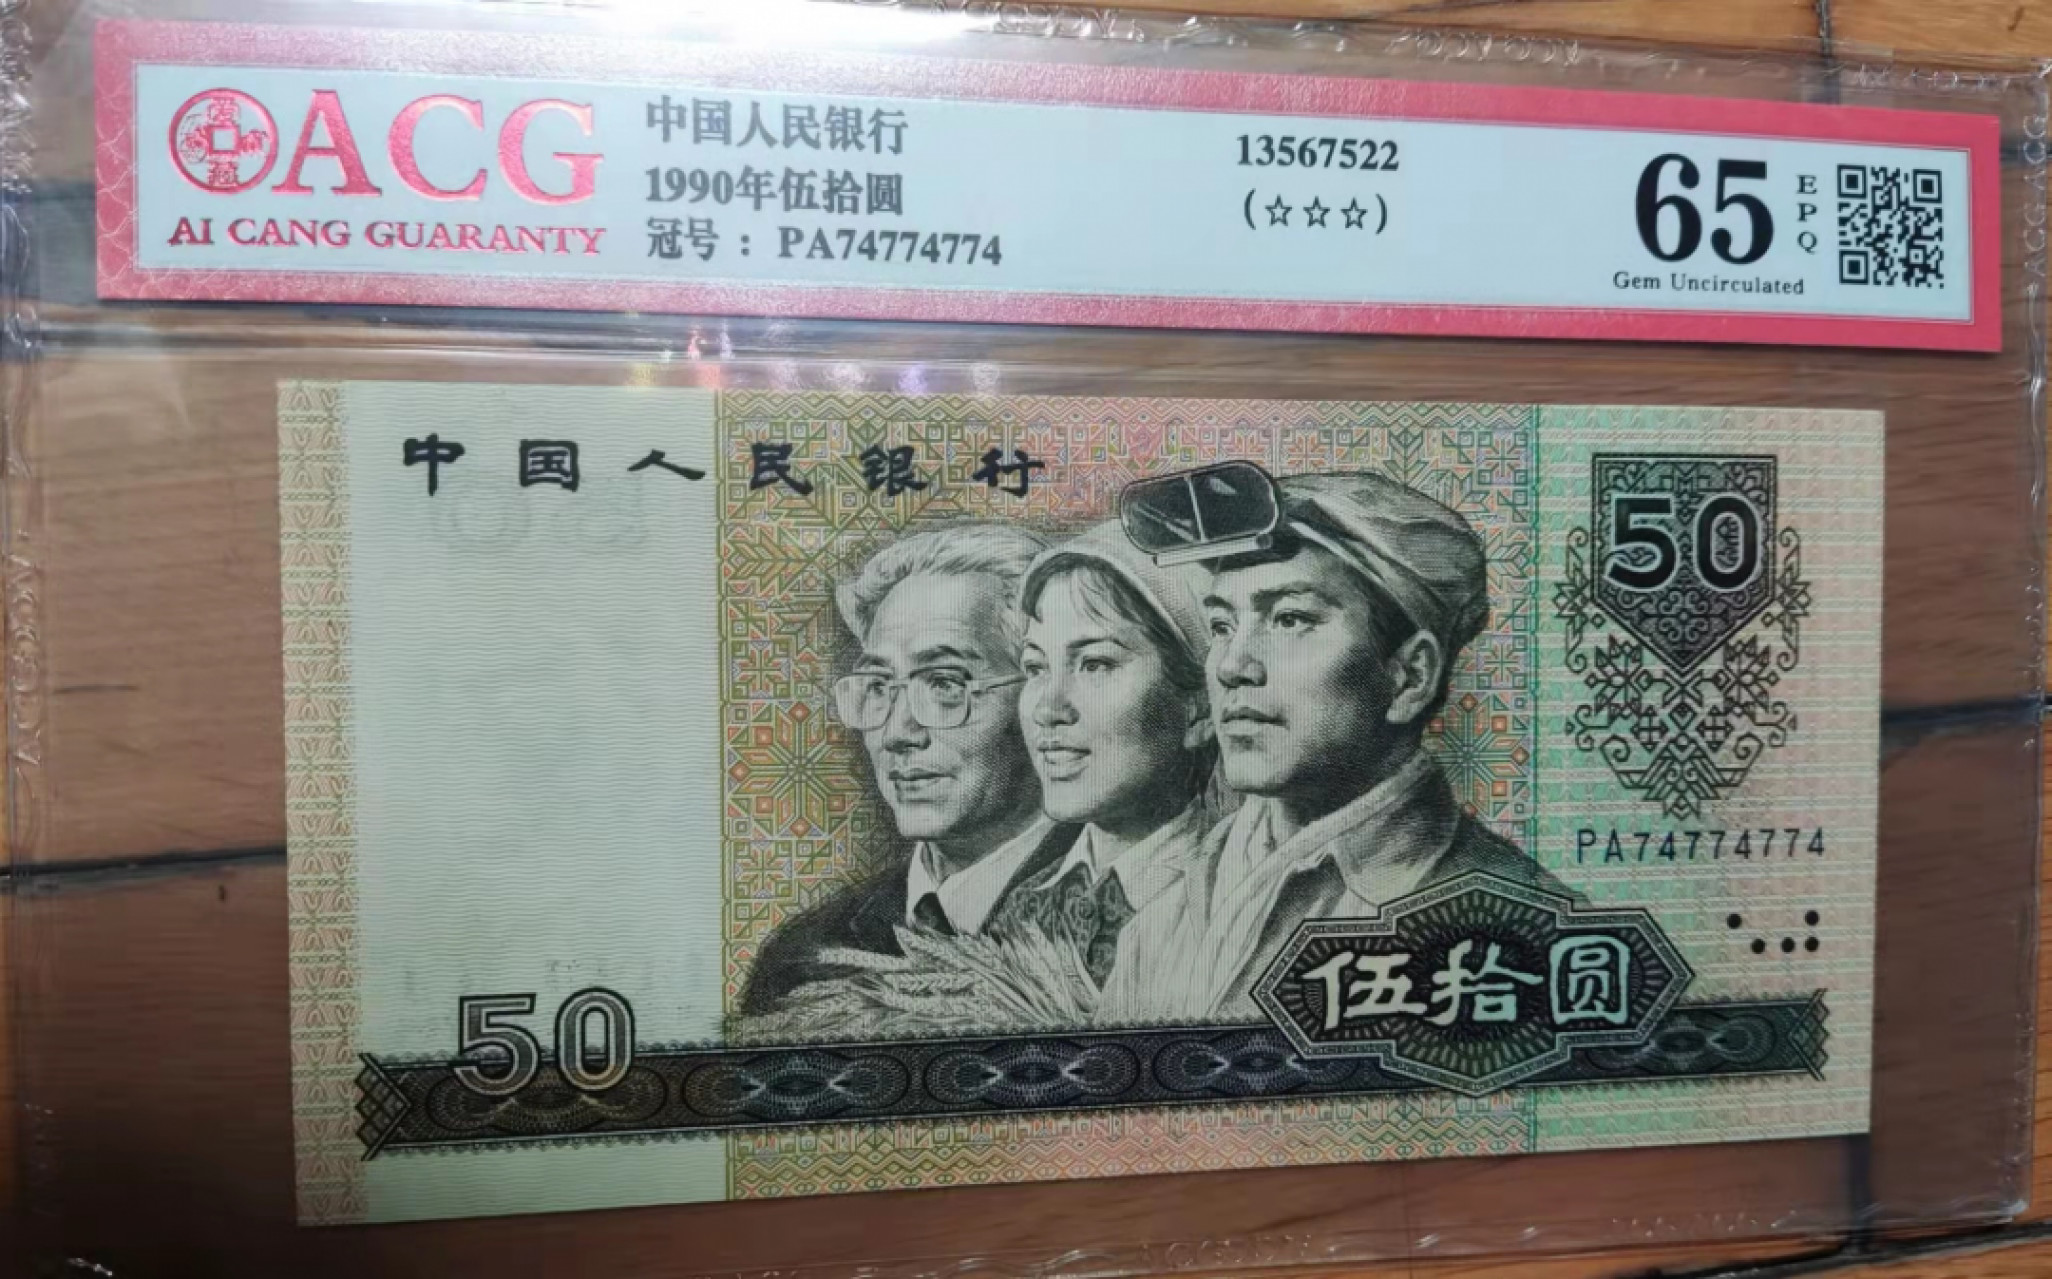 爱藏
ACG
AI CANG GUARANTY
中国人民银行
1990年伍拾圆
冠号：PA74774774
13567522
(☆☆☆)
65
EPQ
Gem Uncirculated
中国人民银行
50
PA74774774
伍拾圆
50